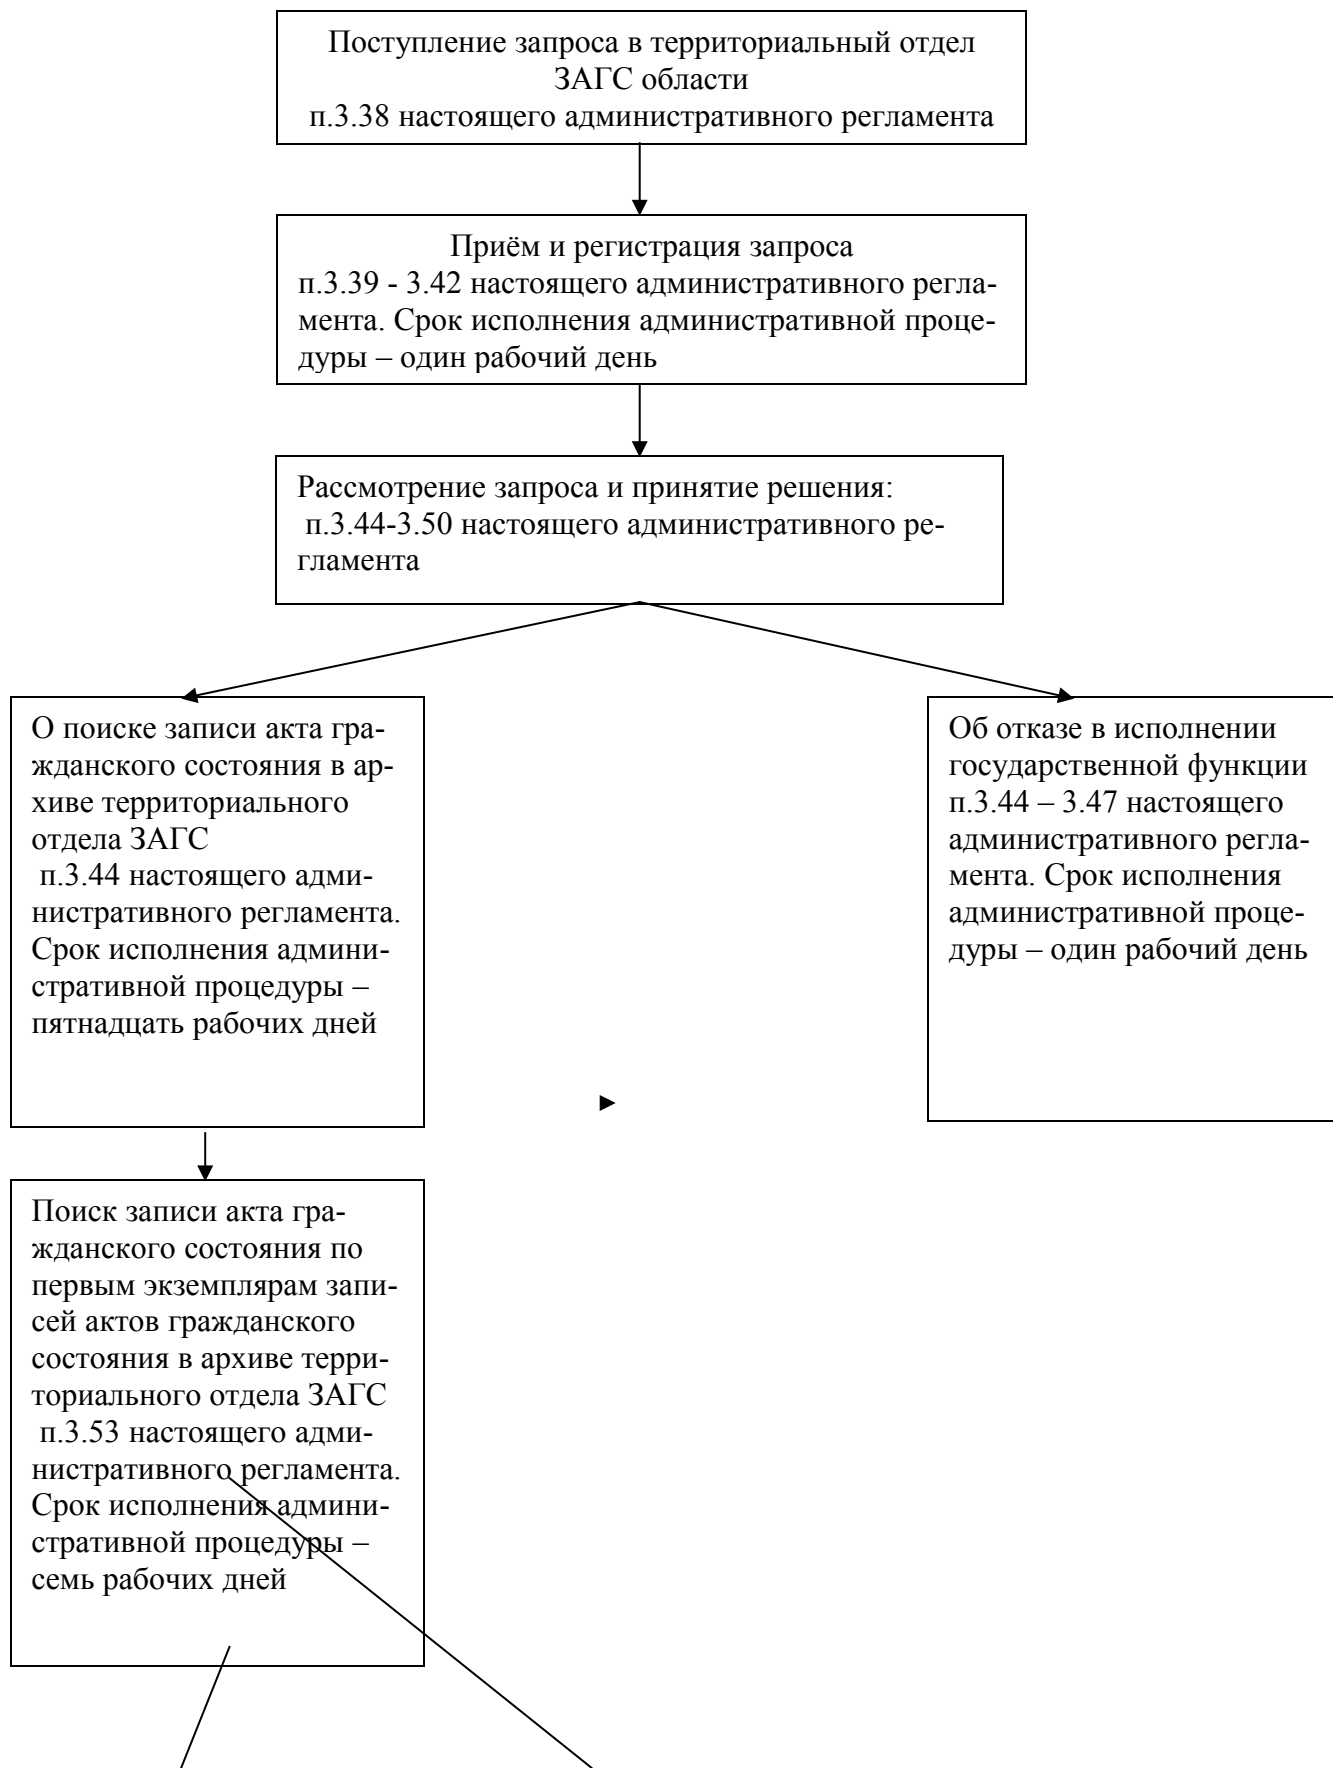 Поступление запроса в территориальный отдел
ЗАГС области
п.3.38 настоящего административного регламента
Приём и регистрация запроса
п.3.39 - 3.42 настоящего административного регла-
мента. Срок исполнения административной проце-
дуры – один рабочий день
Рассмотрение запроса и принятие решения:
п.3.44-3.50 настоящего административного ре-
гламента
О поиске записи акта гра-
жданского состояния в ар-
хиве территориального
отдела ЗАГС
п.3.44 настоящего адми-
нистративного регламента.
Срок исполнения админи-
стративной процедуры –
пятнадцать рабочих дней
Об отказе в исполнении
государственной функции
п.3.44 – 3.47 настоящего
административного регла-
мента. Срок исполнения
административной проце-
дуры – один рабочий день
Поиск записи акта гра-
жданского состояния по
первым экземплярам запи-
сей актов гражданского
состояния в архиве терри-
ториального отдела ЗАГС
п.3.53 настоящего адми-
нистративного регламента.
Срок исполнения админи-
стративной процедуры –
семь рабочих дней